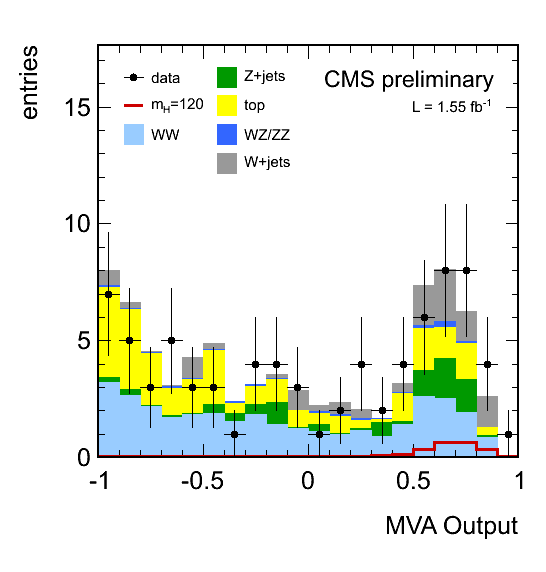 entries
15
10
5
0
data
m_H=120
WW
Z+jets
top
WZ/ZZ
W+jets
CMS preliminary
L = 1.55 fb⁻¹
-1 -0.5 0 0.5 1
MVA Output